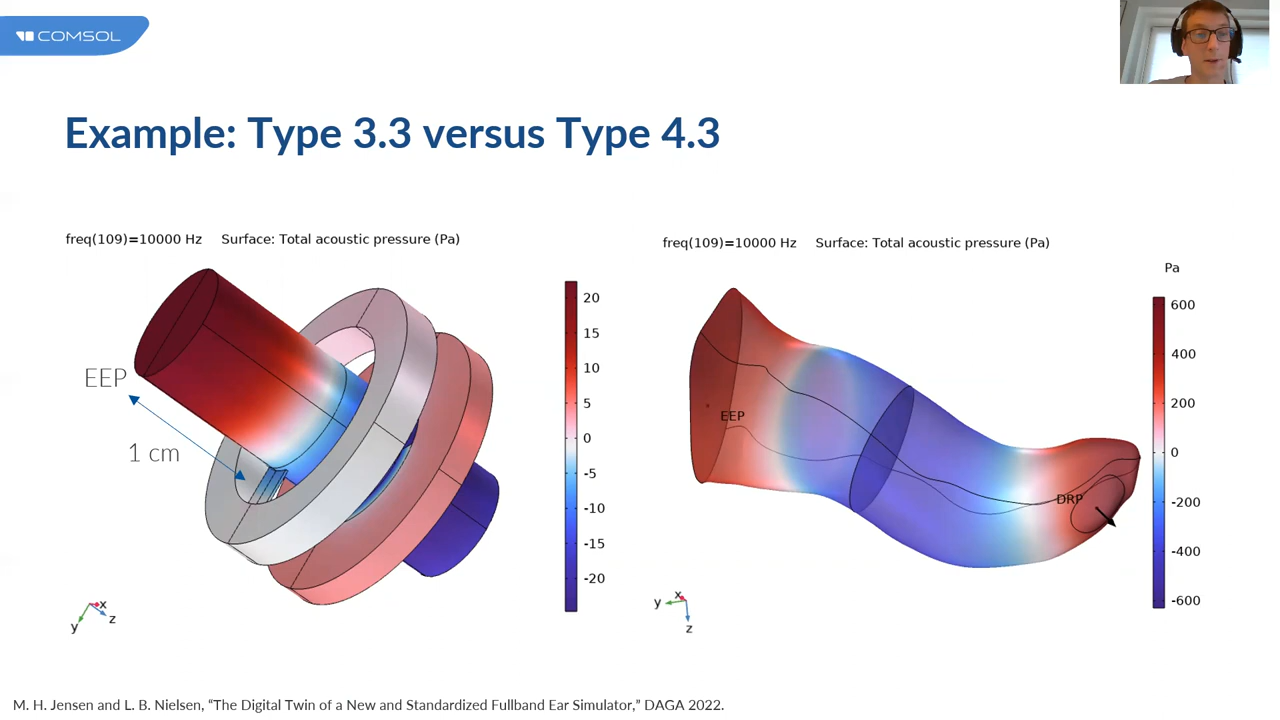 COMSOL
Example: Type 3.3 versus Type 4.3
freq(109)=10000 Hz Surface: Total acoustic pressure (Pa)
EEP
1 cm
20
15
10
5
0
-5
-10
-15
-20
x
y
z
freq(109)=10000 Hz Surface: Total acoustic pressure (Pa)
Pa
EEP
DRP
600
400
200
0
-200
-400
-600
x
y
z
M. H. Jensen and L. B. Nielsen, “The Digital Twin of a New and Standardized Fullband Ear Simulator,” DAGA 2022.